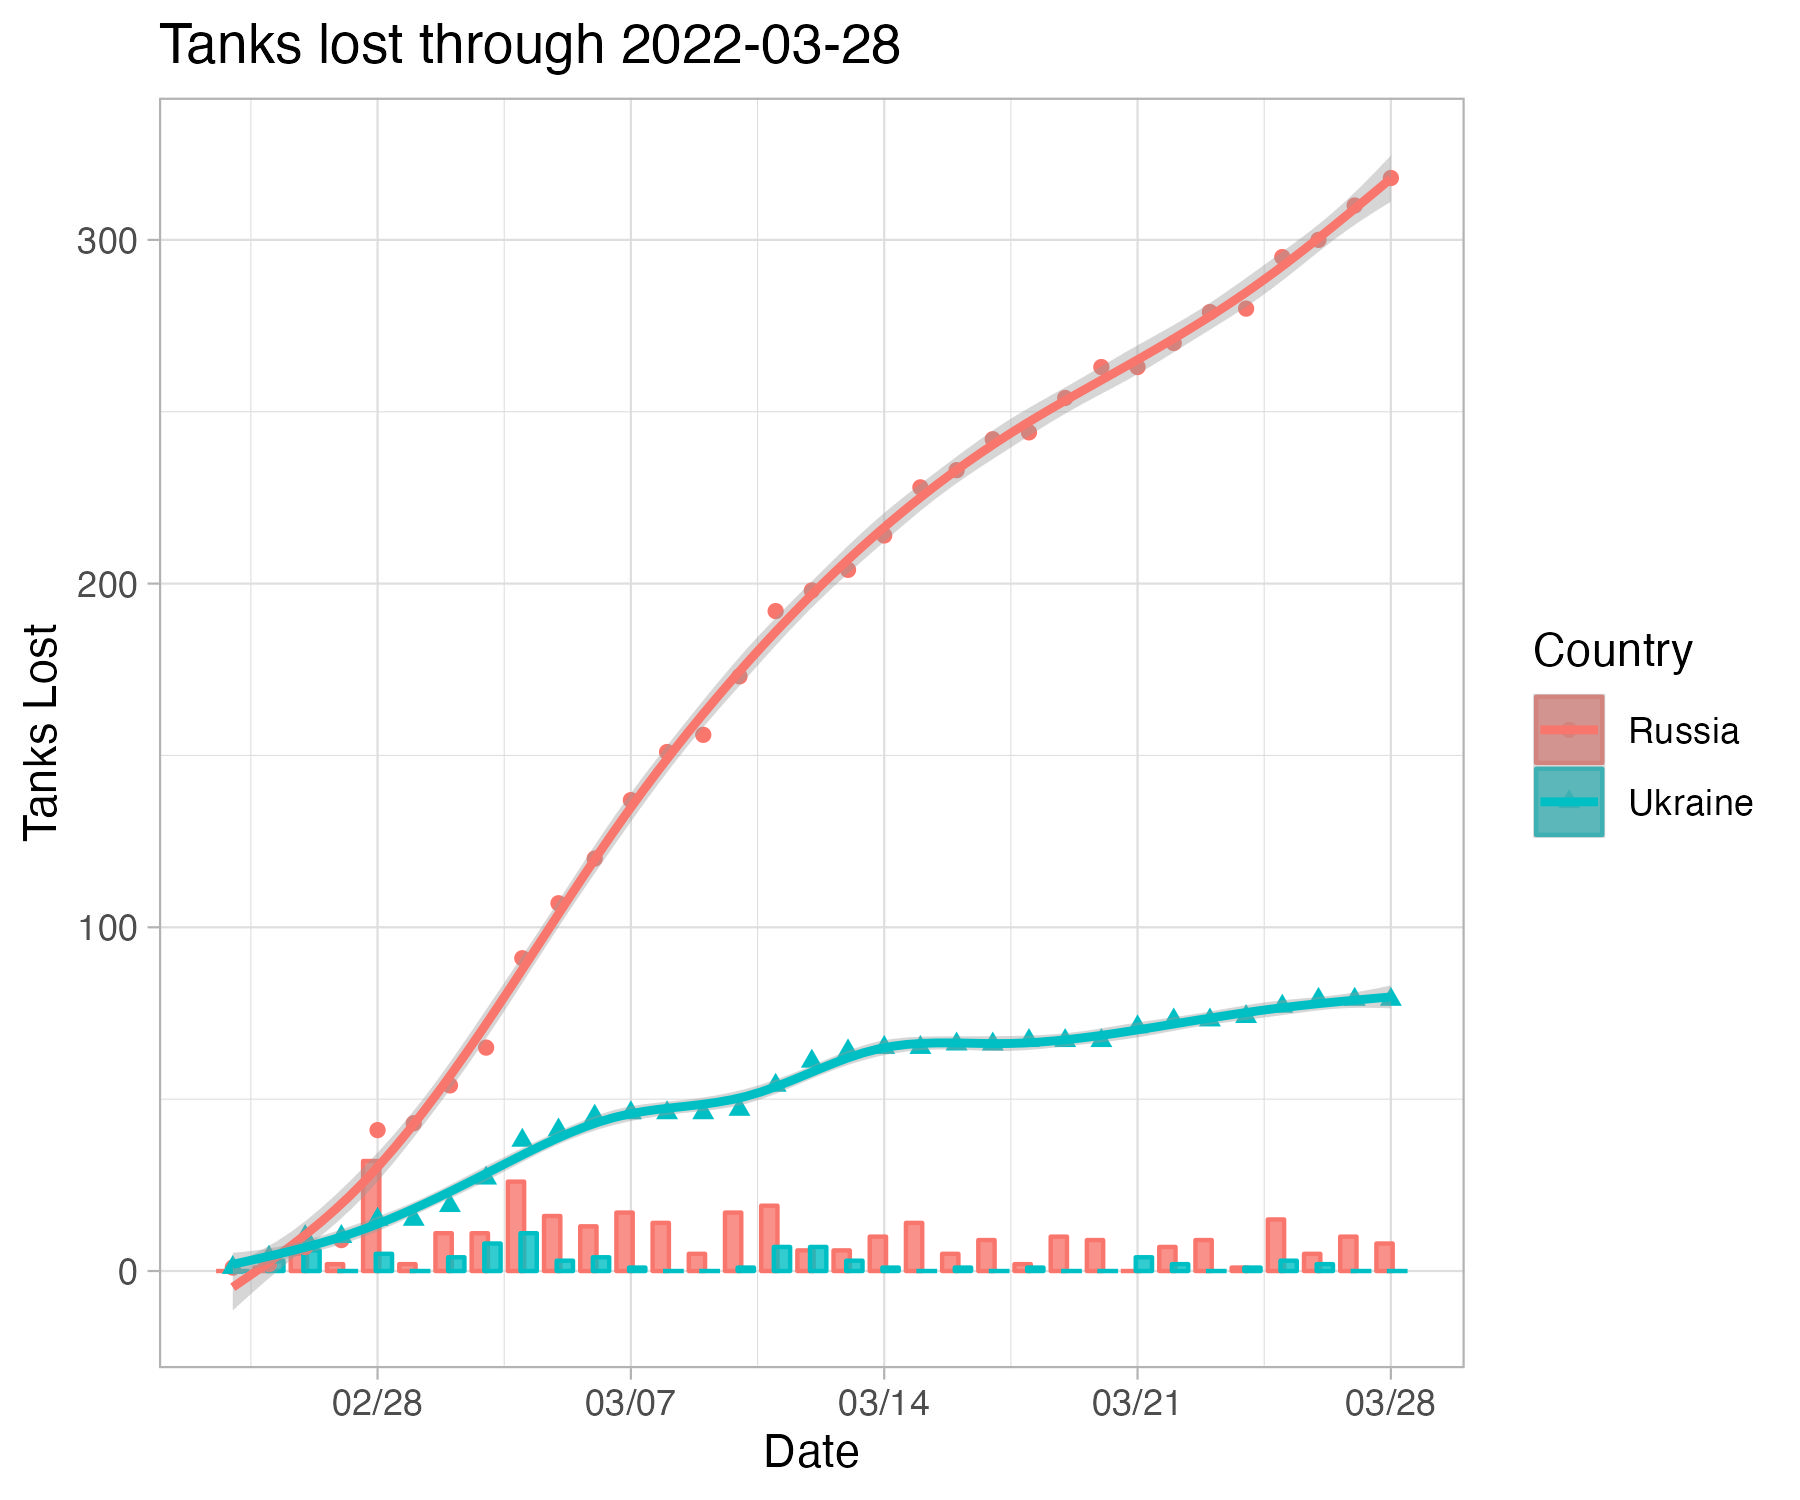 Tanks lost through 2022-03-28
Tanks Lost
300
200
100
0
02/28 03/07 03/14 03/21 03/28
Date
Country
Russia
Ukraine